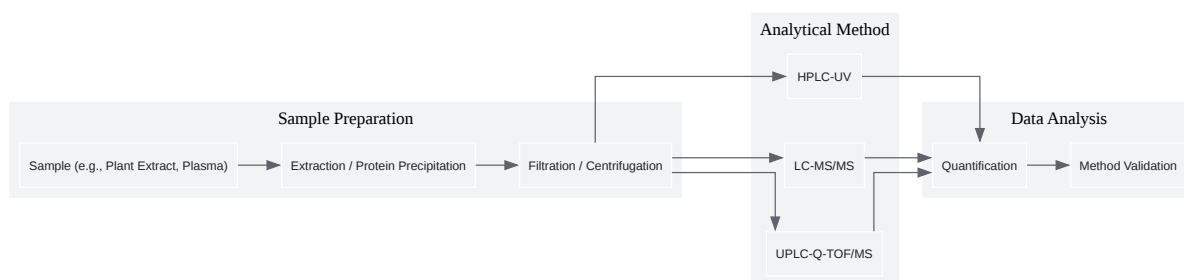 Analytical Method
HPLC-UV
Sample Preparation
Data Analysis
Sample (e.g., Plant Extract, Plasma)
Extraction / Protein Precipitation
Filtration / Centrifugation
LC-MS/MS
Quantification
Method Validation
UPLC-Q-TOF/MS